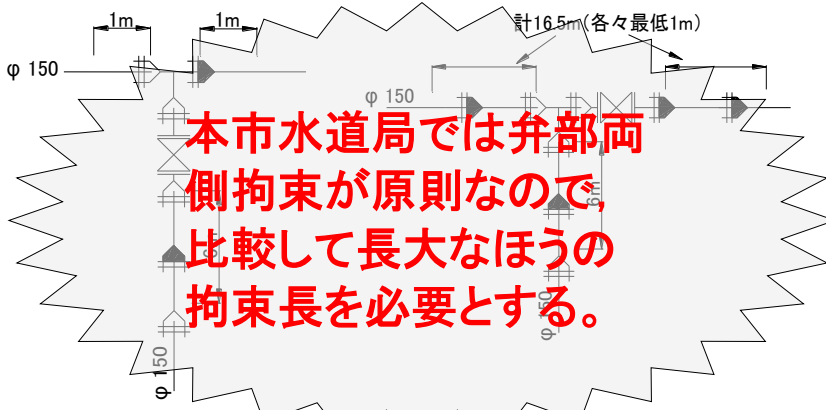 1m
1m
計16.5m(各々最低1m)
φ 150
φ 150
本市水道局では弁部両
側拘束が原則なので,
比較して長大なほうの
拘束長を必要とする。
6m
φ 150
φ 150